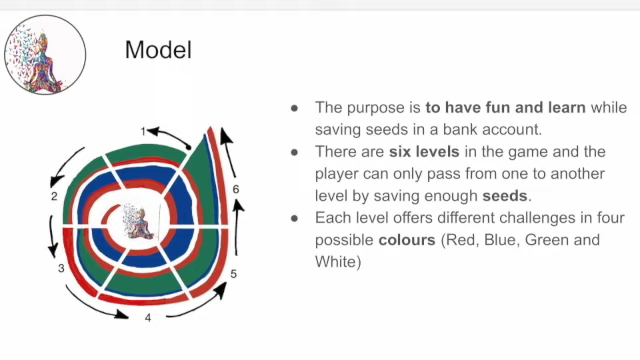 Model
● The purpose is to have fun and learn while
saving seeds in a bank account.
● There are six levels in the game and the
player can only pass from one to another
level by saving enough seeds.
● Each level offers different challenges in four
possible colours (Red, Blue, Green and
White)
1
2
3
4
5
6